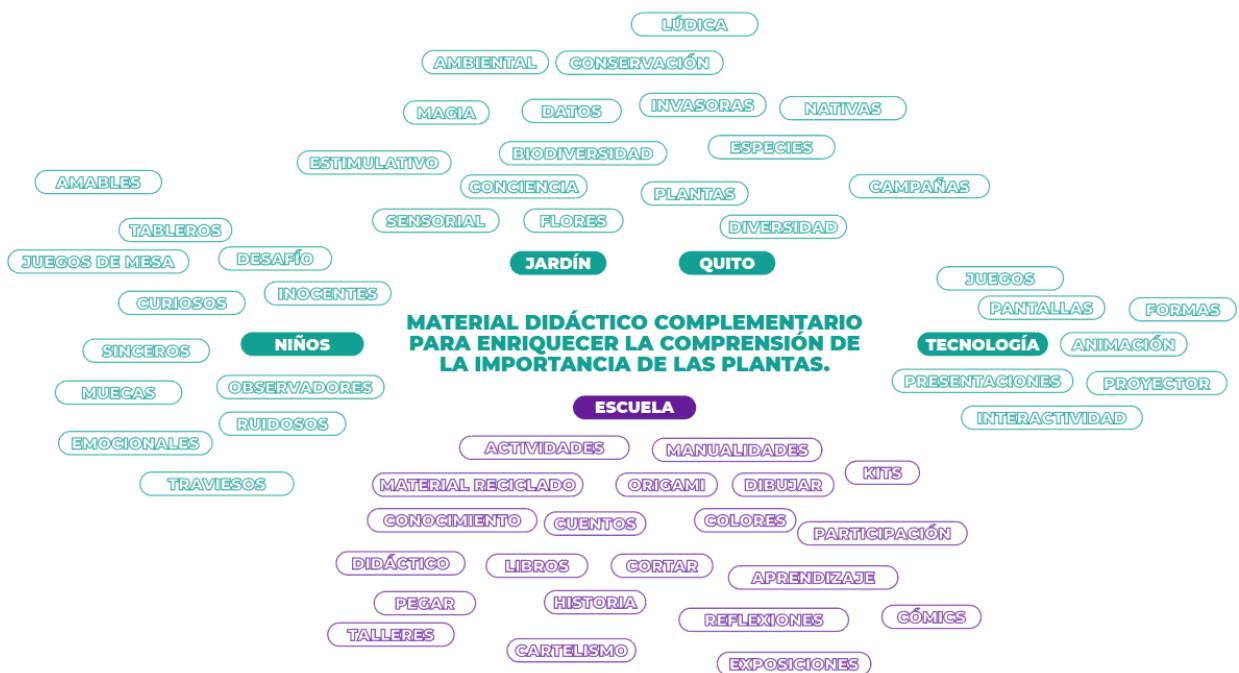 LÚDICA
AMBIENTAL
CONSERVACIÓN
MAGIA
DATOS
INVASORAS
NATIVAS
ESTIMULATIVO
BIODIVERSIDAD
ESPECIES
AMABLES
CONCIENCIA
PLANTAS
CAMPAÑAS
SENSORIAL
FLORES
DIVERSIDAD
TABLEROS
JUEGOS DE MESA
DESAFÍO
JARDÍN
QUITO
CURIOSOS
INOCENTES
JUEGOS
PANTALLAS
FORMAS
SINCEROS
NIÑOS
MATERIAL DIDÁCTICO COMPLEMENTARIO
PARA ENRIQUECER LA COMPRENSIÓN DE
LA IMPORTANCIA DE LAS PLANTAS.
TECNOLOGÍA
ANIMACIÓN
MUECAS
OBSERVADORES
PRESENTACIONES
PROYECTOR
RUIDOSOS
ESCUELA
INTERACTIVIDAD
EMOCIONALES
TRAVIESOS
ACTIVIDADES
MANUALIDADES
KITS
MATERIAL RECICLADO
ORIGAMI
DIBUJAR
CONOCIMIENTO
CUENTOS
COLORES
PARTICIPACIÓN
DIDÁCTICO
LIBROS
CORTAR
APRENDIZAJE
PEGAR
HISTORIA
REFLEXIONES
CÓMICS
TALLERES
CARTELISMO
EXPOSICIONES